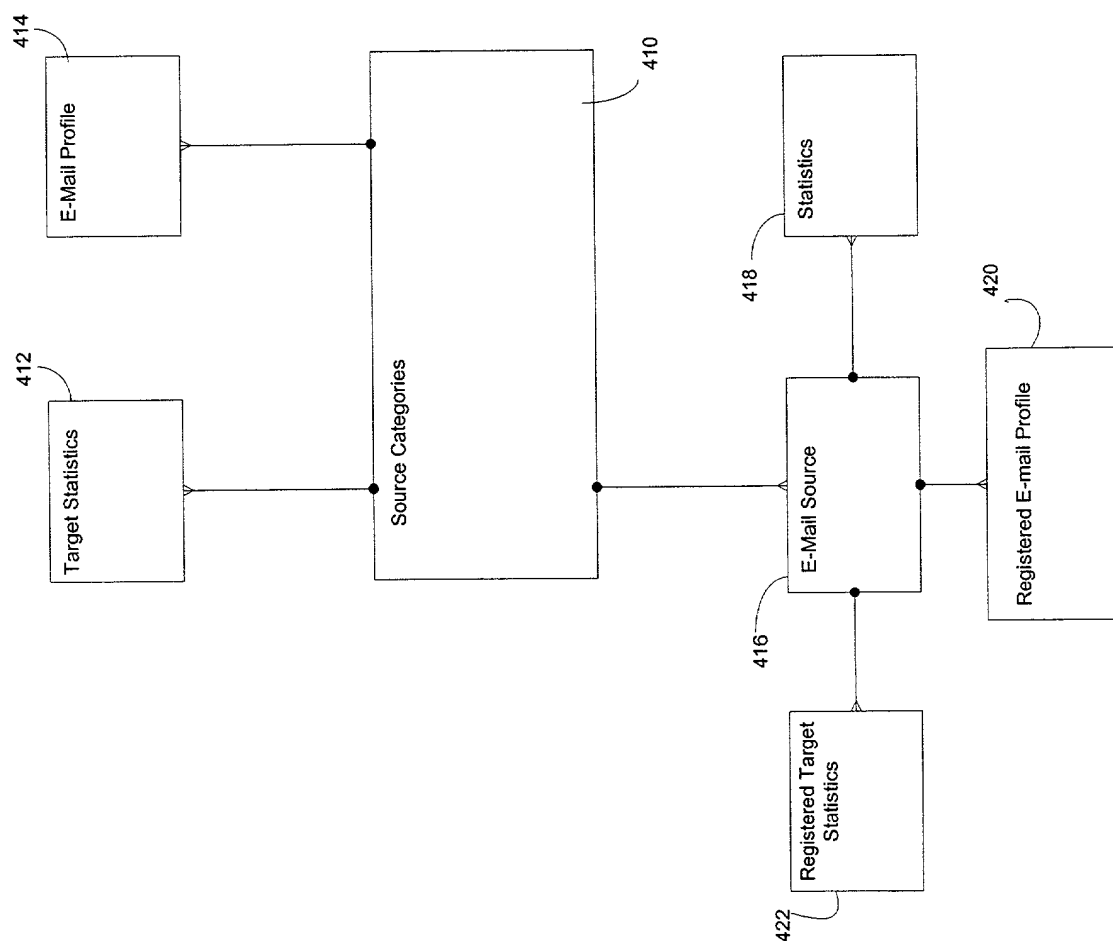 414
E-Mail Profile
412
Target Statistics
410
Source Categories
418
Statistics
416
E-Mail Source
420
Registered E-mail Profile
422
Registered Target
Statistics